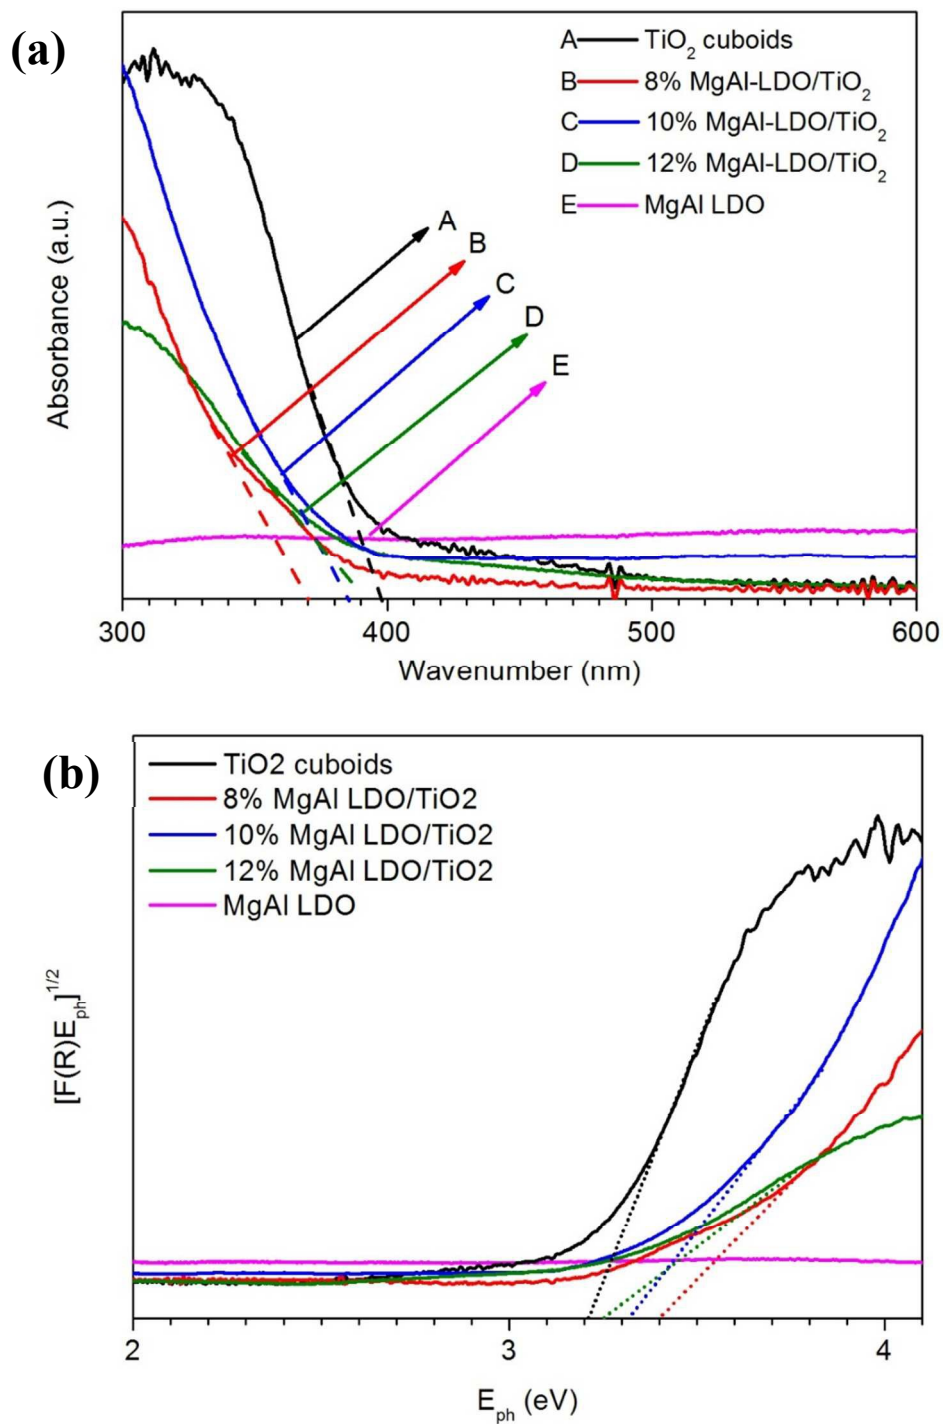 (a)
A TiO2 cuboids
B 8% MgAl-LDO/TiO2
C 10% MgAl-LDO/TiO2
D 12% MgAl-LDO/TiO2
E MgAl LDO
A
B
C
D
E
Absorbance (a.u.)
300 400 500 600
Wavenumber (nm)
(b)
TiO2 cuboids
8% MgAl LDO/TiO2
10% MgAl LDO/TiO2
12% MgAl LDO/TiO2
MgAl LDO
[F(R)Eph]1/2
2 3 4
Eph (eV)